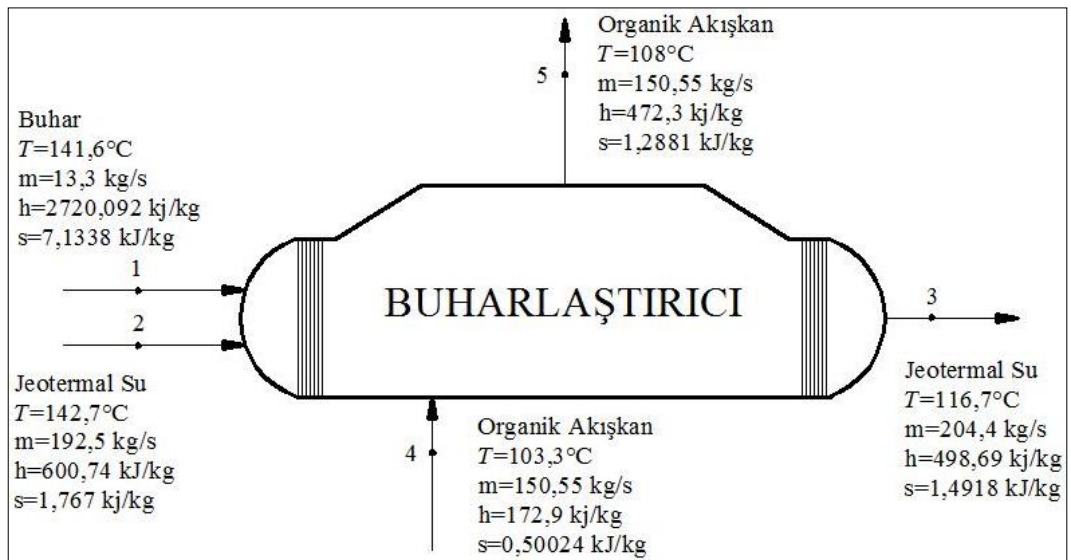 Organik Akışkan
T=108°C
m=150,55 kg/s
h=472,3 kj/kg
s=1,2881 kJ/kg
5
Buhar
T=141,6°C
m=13,3 kg/s
h=2720,092 kj/kg
s=7,1338 kJ/kg
1
2
BUHARLAŞTIRICI
3
Jeotermal Su
T=142,7°C
m=192,5 kg/s
h=600,74 kJ/kg
s=1,767 kj/kg
4
Organik Akışkan
T=103,3°C
m=150,55 kg/s
h=172,9 kj/kg
s=0,50024 kJ/kg
Jeotermal Su
T=116,7°C
m=204,4 kg/s
h=498,69 kj/kg
s=1,4918 kJ/kg